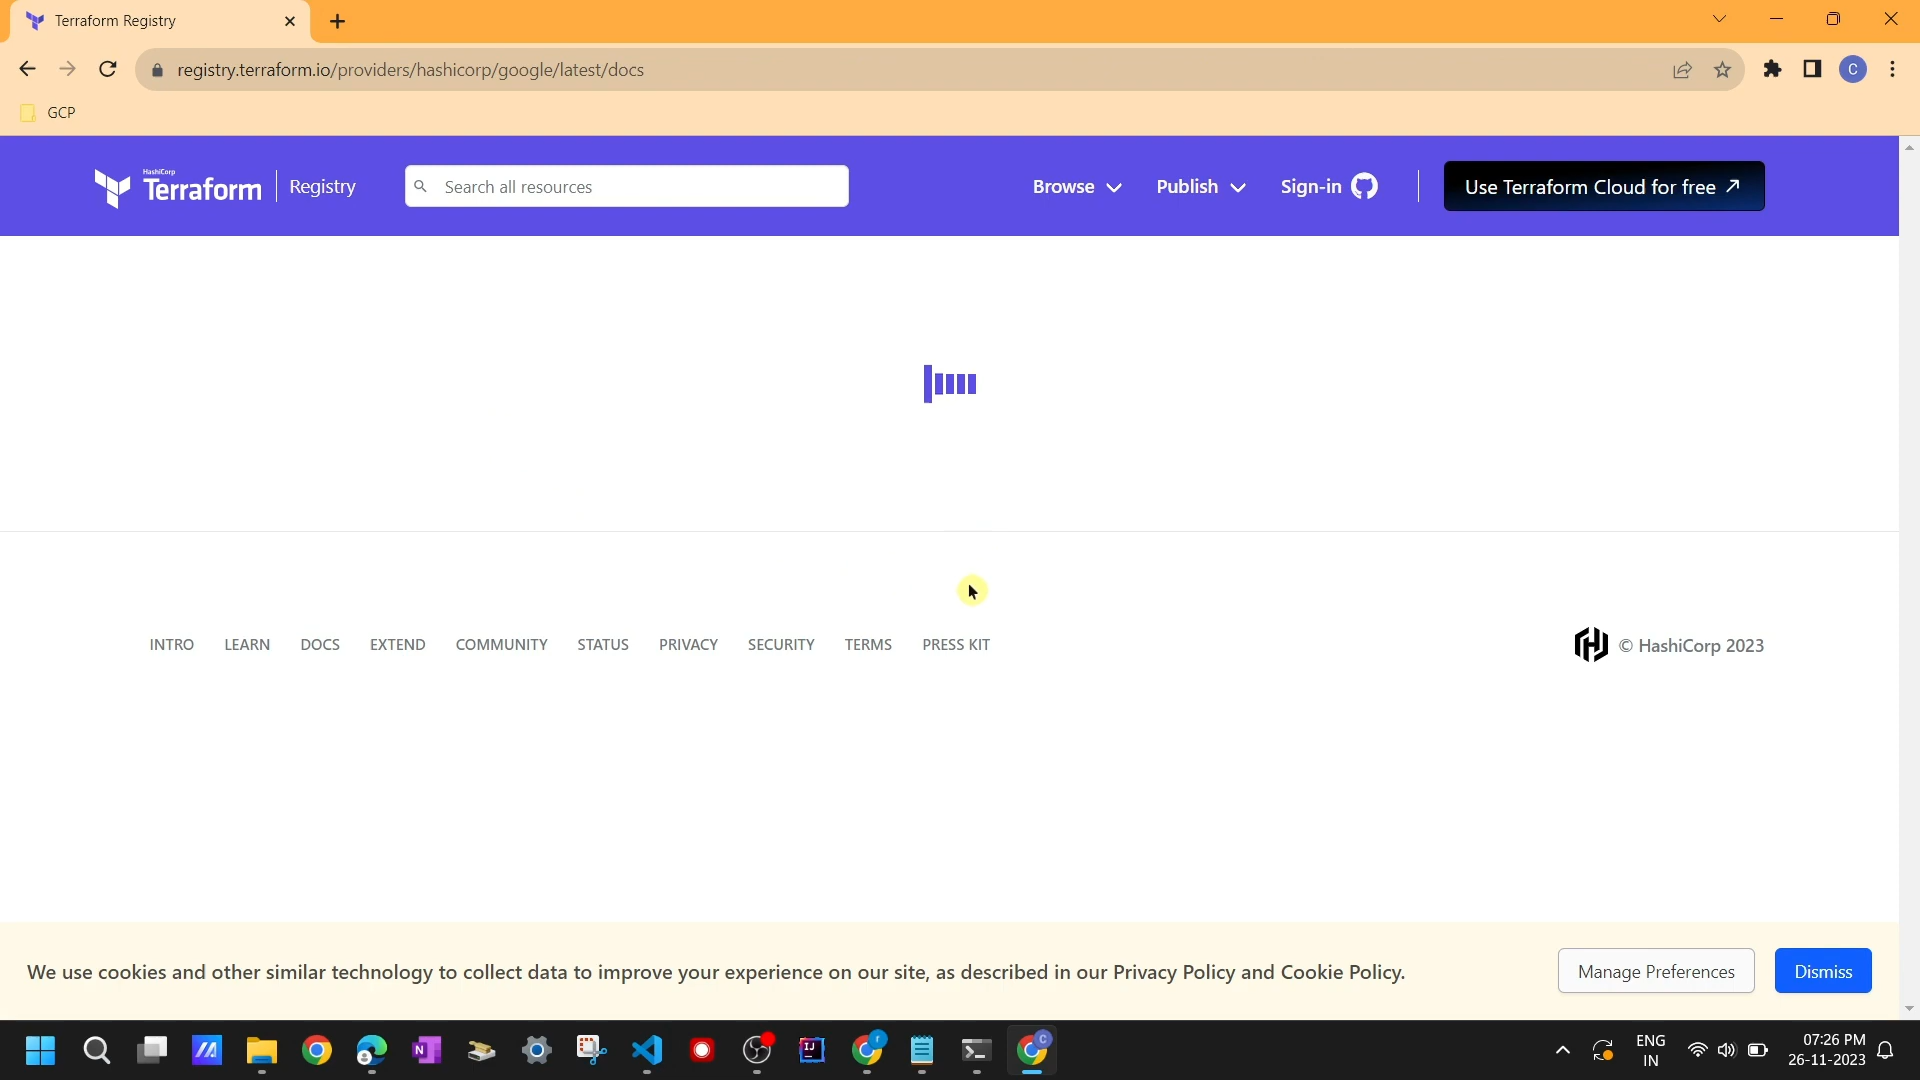 Terraform Registry
registry.terraform.io/providers/hashicorp/google/latest/docs
C
GCP
HashiCorp
Terraform
Registry
Search all resources
Browse
Publish
Sign-in
Use Terraform Cloud for free
INTRO LEARN DOCS EXTEND COMMUNITY STATUS PRIVACY SECURITY TERMS PRESS KIT
© HashiCorp 2023
We use cookies and other similar technology to collect data to improve your experience on our site, as described in our Privacy Policy and Cookie Policy.
Manage Preferences
Dismiss
N
IJ
r
C
ENG
IN
07:26 PM
26-11-2023